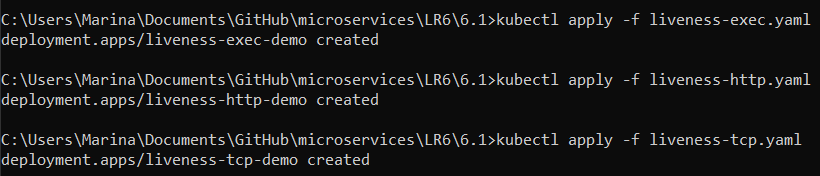 C:\Users\Marina\Documents\GitHub\microservices\LR6\6.1>kubectl apply -f liveness-exec.yaml
deployment.apps/liveness-exec-demo created
C:\Users\Marina\Documents\GitHub\microservices\LR6\6.1>kubectl apply -f liveness-http.yaml
deployment.apps/liveness-http-demo created
C:\Users\Marina\Documents\GitHub\microservices\LR6\6.1>kubectl apply -f liveness-tcp.yaml
deployment.apps/liveness-tcp-demo created